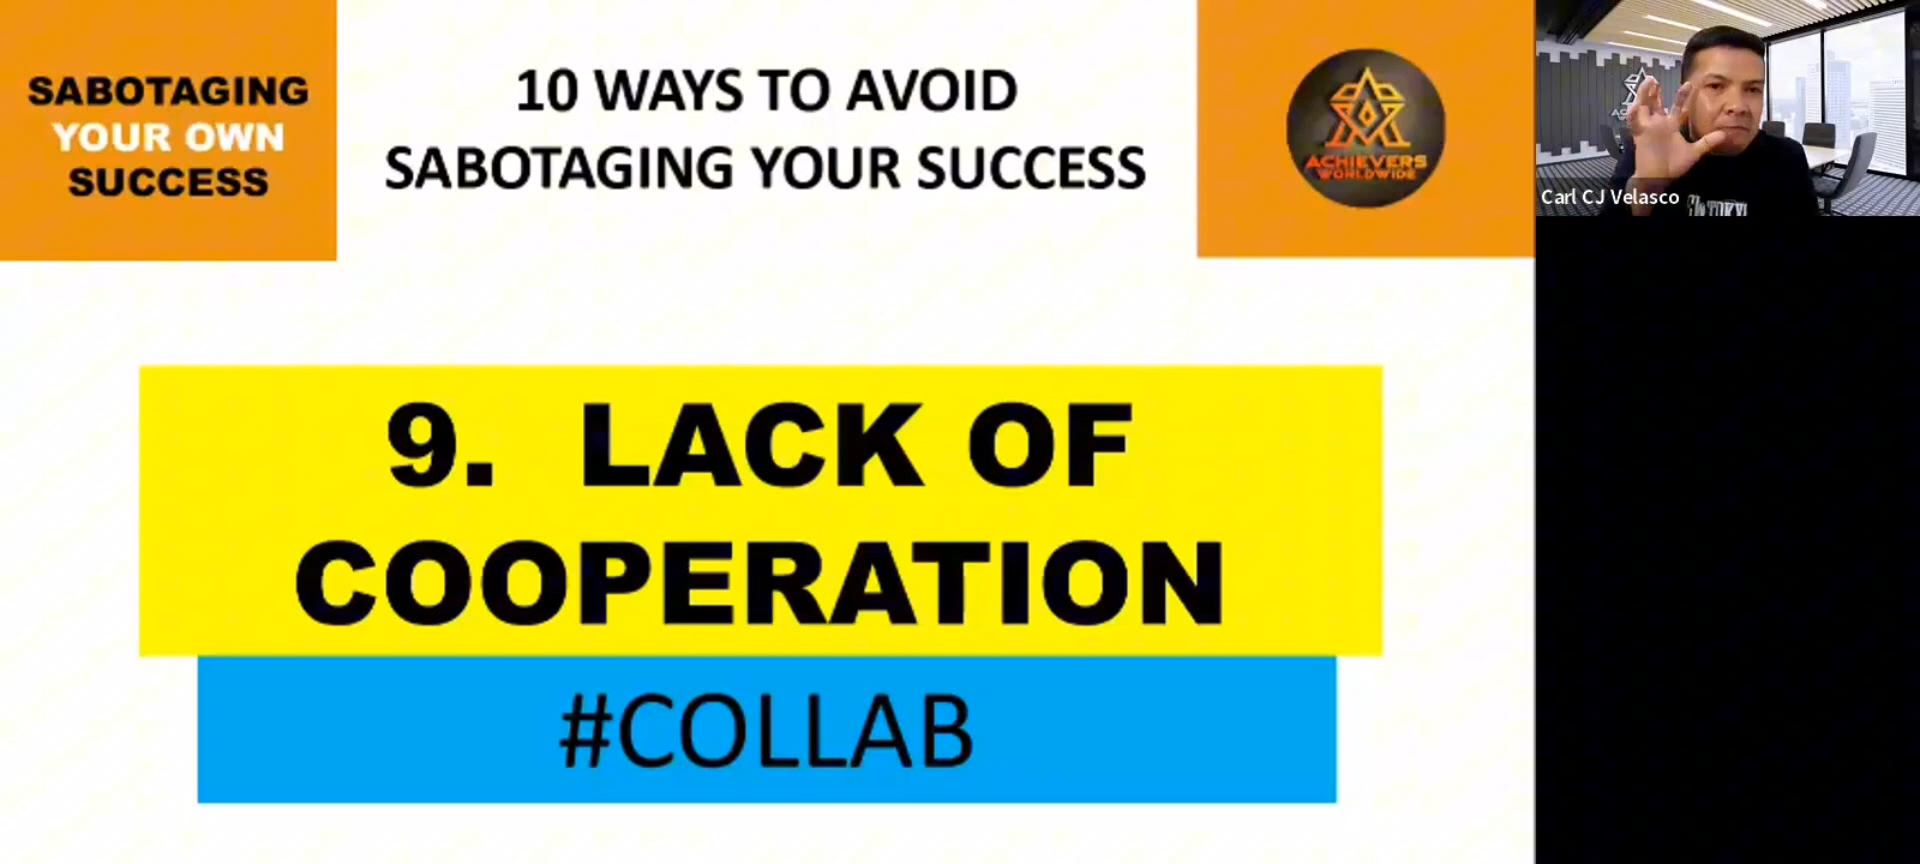 SABOTAGING
YOUR OWN
SUCCESS
10 WAYS TO AVOID
SABOTAGING YOUR SUCCESS
ACHIEVERS
WORLDWIDE
Carl CJ Velasco
TOKYO
9. LACK OF
COOPERATION
#COLLAB